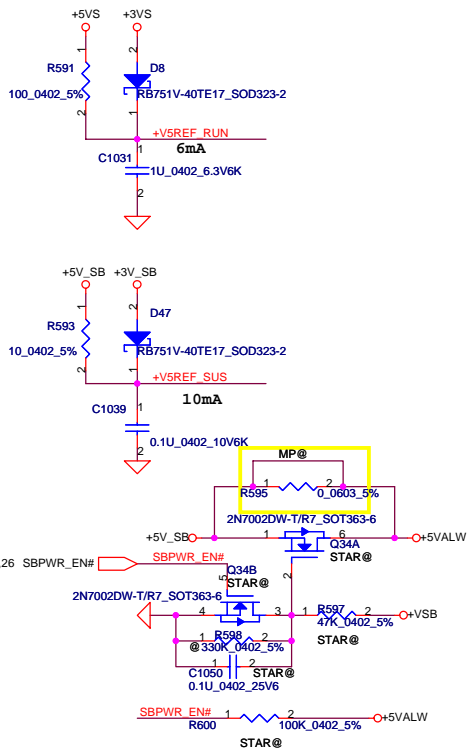 +5VS +3VS
1 2
R591 D8
100_0402_5% RB751V-40TE17_SOD323-2
2 1
+V5REF_RUN
1 6mA
C1031
1U_0402_6.3V6K
2
+5V_SB +3V_SB
1 2
R593 D47
10_0402_5% RB751V-40TE17_SOD323-2
2 1
+V5REF_SUS
1 10mA
C1039
0.1U_0402_10V6K
2
MP@
1 2
R595 0_0603_5%
2N7002DW-T/R7_SOT363-6
+5V_SB 1 6 +5VALW
Q34A
STAR@
2
26 SBPWR_EN# SBPWR_EN#
Q34B
5 STAR@
2N7002DW-T/R7_SOT363-6
4 3 1 R597 2 +VSB
47K_0402_5%
1 R598 2
@ 330K_0402_5% STAR@
1 2
C1050 STAR@
0.1U_0402_25V6
SBPWR_EN# 1 2 +5VALW
R600 100K_0402_5%
STAR@